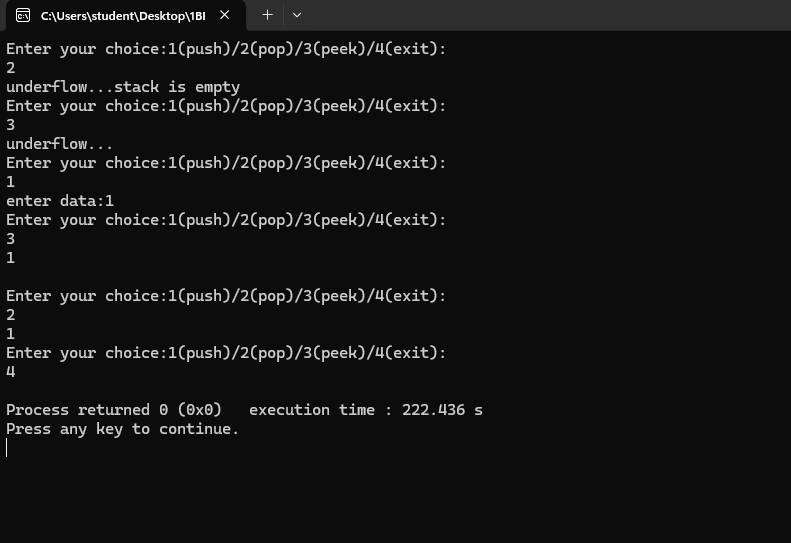 C:\Users\student\Desktop\1BI
Enter your choice:1(push)/2(pop)/3(peek)/4(exit):
2
underflow...stack is empty
Enter your choice:1(push)/2(pop)/3(peek)/4(exit):
3
underflow...
Enter your choice:1(push)/2(pop)/3(peek)/4(exit):
1
enter data:1
Enter your choice:1(push)/2(pop)/3(peek)/4(exit):
3
1
Enter your choice:1(push)/2(pop)/3(peek)/4(exit):
2
1
Enter your choice:1(push)/2(pop)/3(peek)/4(exit):
4
Process returned 0 (0x0)   execution time : 222.436 s
Press any key to continue.